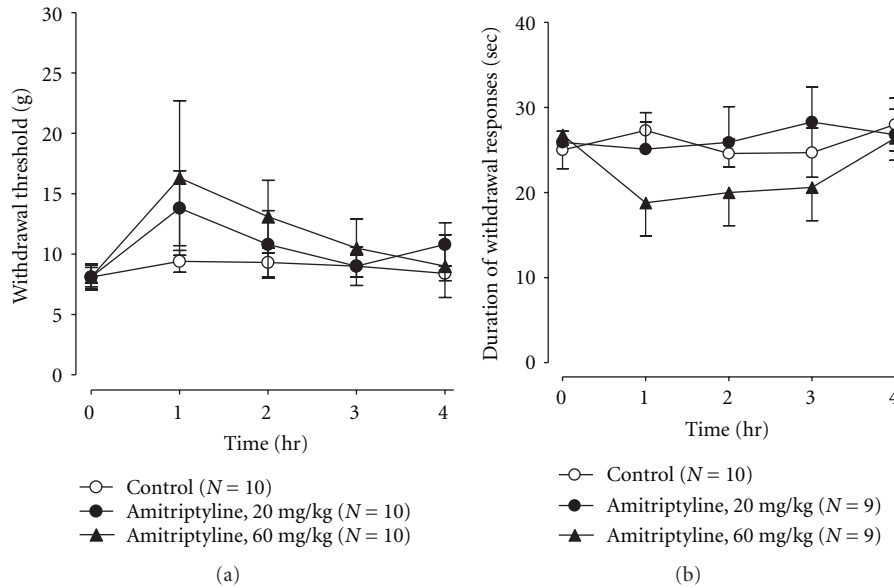 30
25
20
15
10
5
0
Withdrawal threshold (g)
0 1 2 3 4
Time (hr)
Control (N = 10)
Amitriptyline, 20 mg/kg (N = 10)
Amitriptyline, 60 mg/kg (N = 10)
(a)
40
30
20
10
0
Duration of withdrawal responses (sec)
0 1 2 3 4
Time (hr)
Control (N = 10)
Amitriptyline, 20 mg/kg (N = 9)
Amitriptyline, 60 mg/kg (N = 9)
(b)